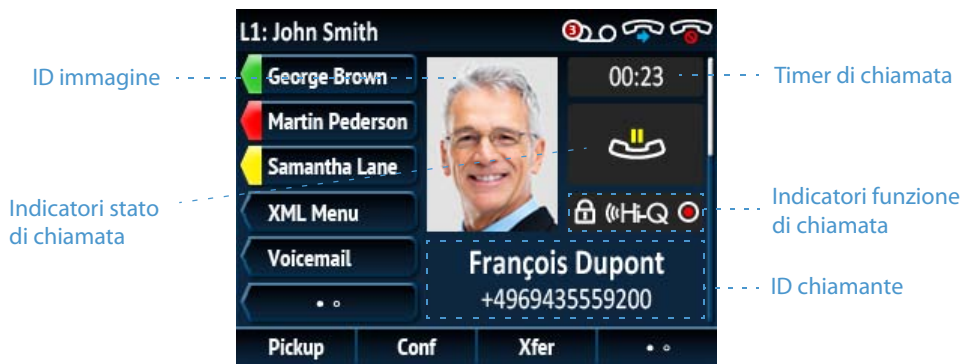 L1: John Smith
3
ID immagine
George Brown
00:23
Timer di chiamata
Martin Pederson
Samantha Lane
Indicatori stato
di chiamata
XML Menu
Hi-Q
Indicatori funzione
di chiamata
Voicemail
François Dupont
+4969435559200
ID chiamante
Pickup
Conf
Xfer